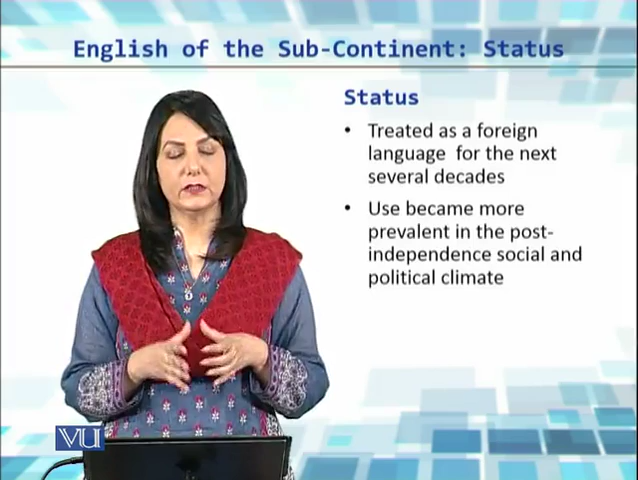 English of the Sub-Continent: Status
Status
• Treated as a foreign
language for the next
several decades
• Use became more
prevalent in the post-
independence social and
political climate
VU